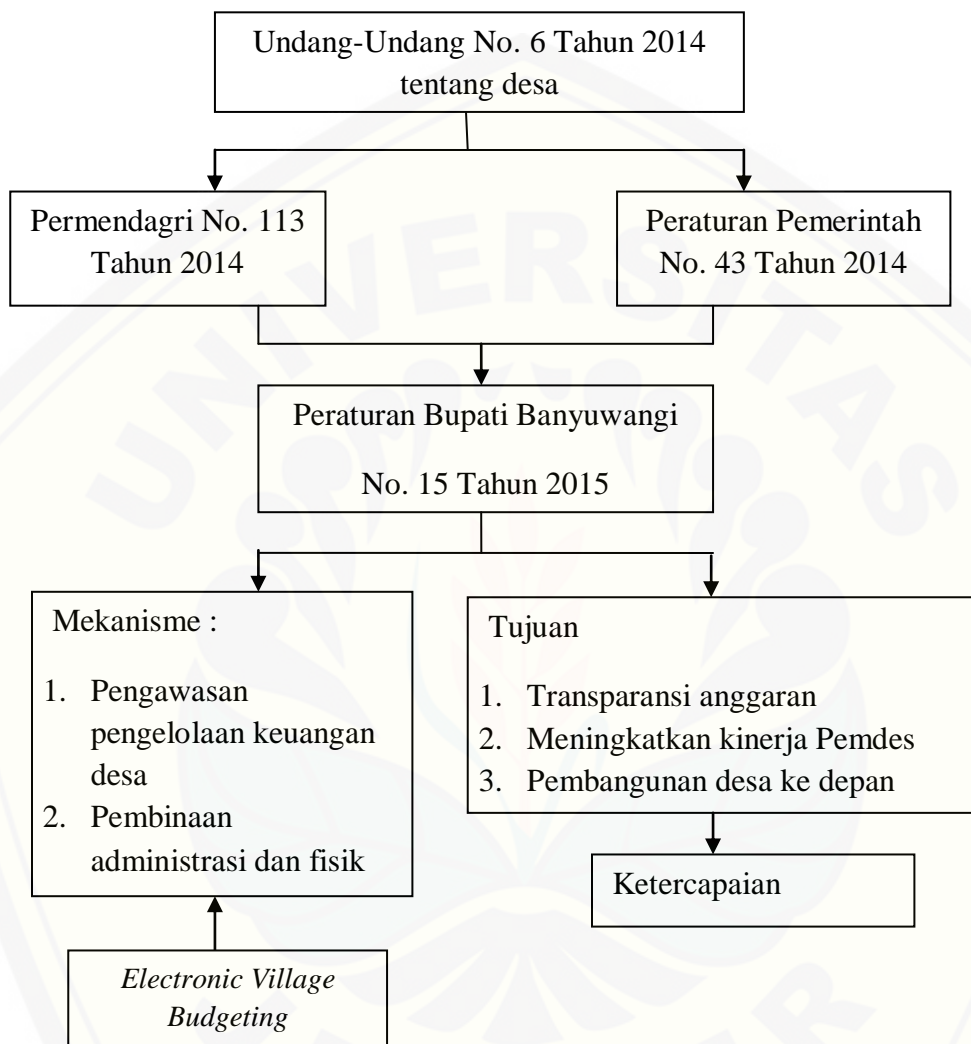 Undang-Undang No. 6 Tahun 2014
tentang desa
Permendagri No. 113
Tahun 2014
Peraturan Pemerintah
No. 43 Tahun 2014
Peraturan Bupati Banyuwangi
No. 15 Tahun 2015
Mekanisme :
1. Pengawasan
pengelolaan keuangan
desa
2. Pembinaan
administrasi dan fisik
Tujuan
1. Transparansi anggaran
2. Meningkatkan kinerja Pemdes
3. Pembangunan desa ke depan
Ketercapaian
Electronic Village
Budgeting
UNIVERSITAS